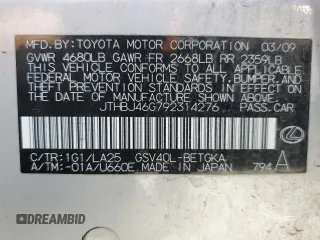 MFD. BY: TOYOTA MOTOR CORPORATION 03/09
GVWR 4680LB GAWR FR 2668LB RR 2359LB
THIS VEHICLE CONFORMS TO ALL APPLICABLE
FEDERAL MOTOR VEHICLE SAFETY, BUMPER, AND
THEFT PREVENTION STANDARDS IN EFFECT ON
THE DATE OF MANUFACTURE SHOWN ABOVE.
JTHBJ46G792314276
C/TR: 1G1/LA25 GSV40L-BETGKA
A/TM: -01A/U660E MADE IN JAPAN 794 A
© DREAMBID.COM